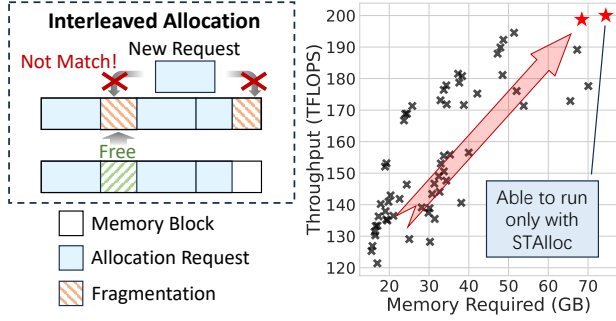 Interleaved Allocation
Not Match!
New Request
Free
Memory Block
Allocation Request
Fragmentation
Throughput (TFLOPS)
200
190
180
170
160
150
140
130
120
Able to run
only with
STAlloc
20
30
40
50
60
70
Memory Required (GB)